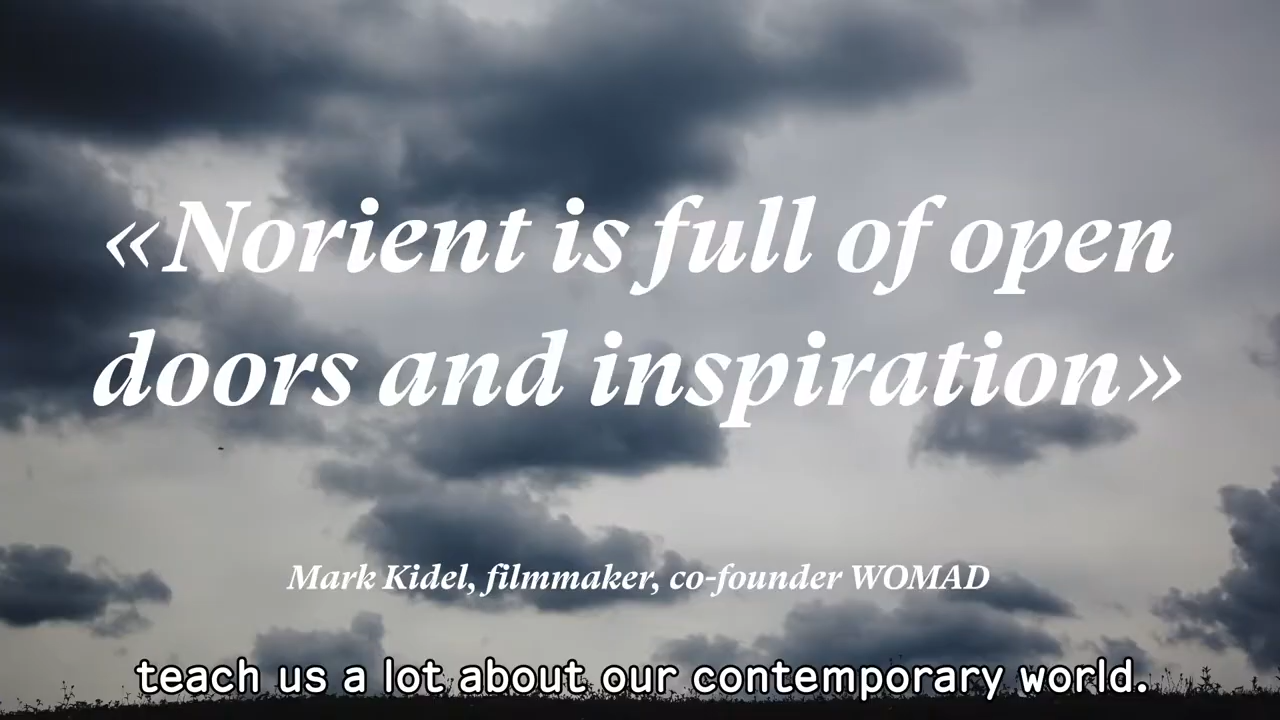 «Norient is full of open
doors and inspiration»
Mark Kidel, filmmaker, co-founder WOMAD
teach us a lot about our contemporary world.